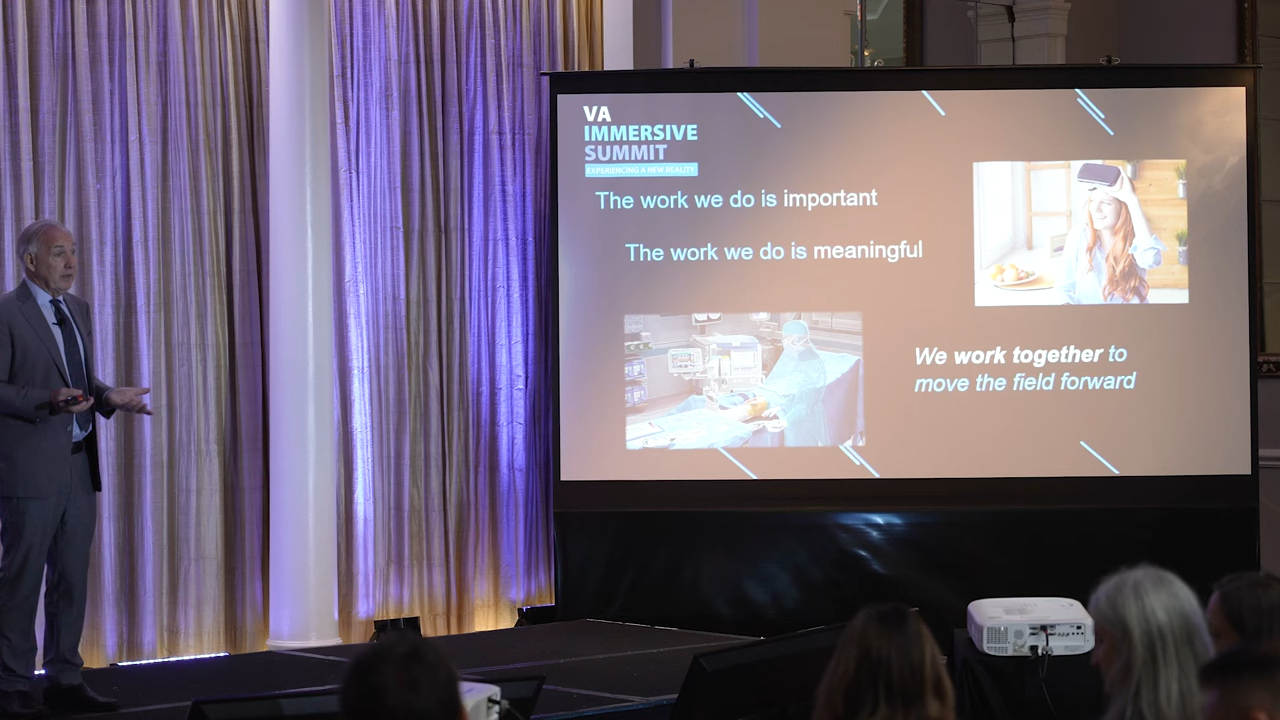 VA
IMMERSIVE
SUMMIT
EXPERIENCING A NEW REALITY
The work we do is important
The work we do is meaningful
We work together to
move the field forward